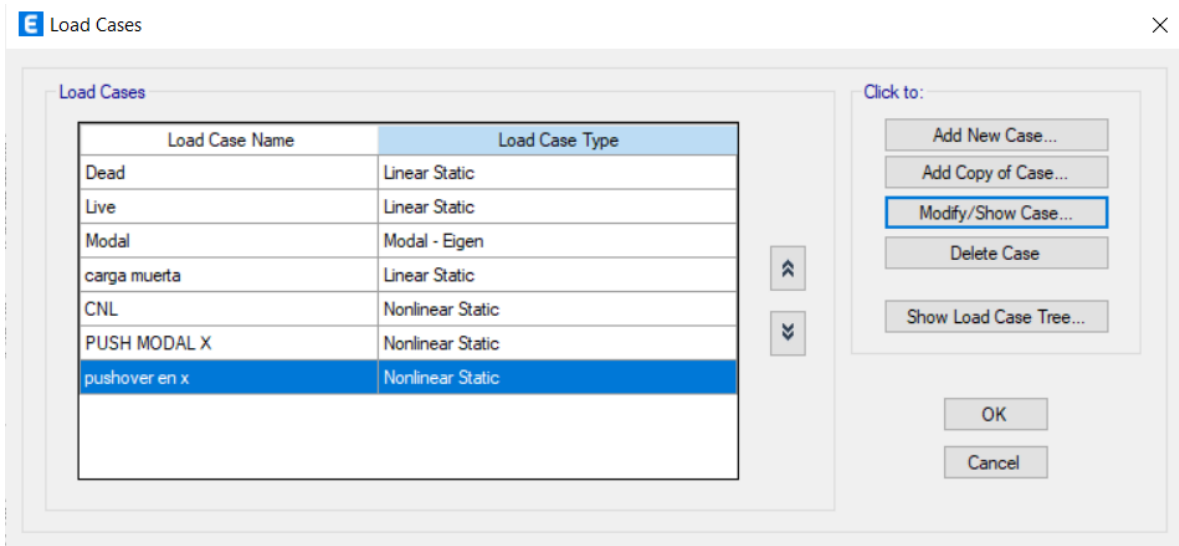 E Load Cases
Load Cases
Click to:
Load Case Name Load Case Type
Dead Linear Static
Live Linear Static
Modal Modal - Eigen
carga muerta Linear Static
CNL Nonlinear Static
PUSH MODAL X Nonlinear Static
pushover en x Nonlinear Static
Add New Case...
Add Copy of Case...
Modify/Show Case...
Delete Case
Show Load Case Tree...
OK
Cancel